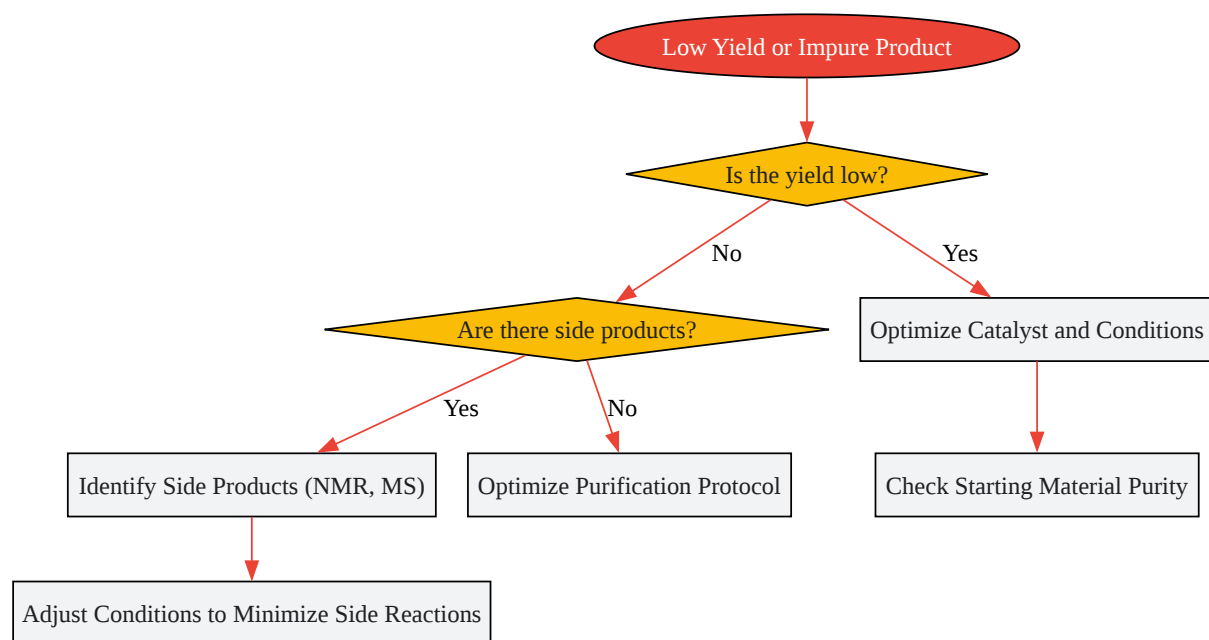 Low Yield or Impure Product
Is the yield low?
No
Yes
Are there side products?
Optimize Catalyst and Conditions
Yes
No
Identify Side Products (NMR, MS)
Optimize Purification Protocol
Check Starting Material Purity
Adjust Conditions to Minimize Side Reactions